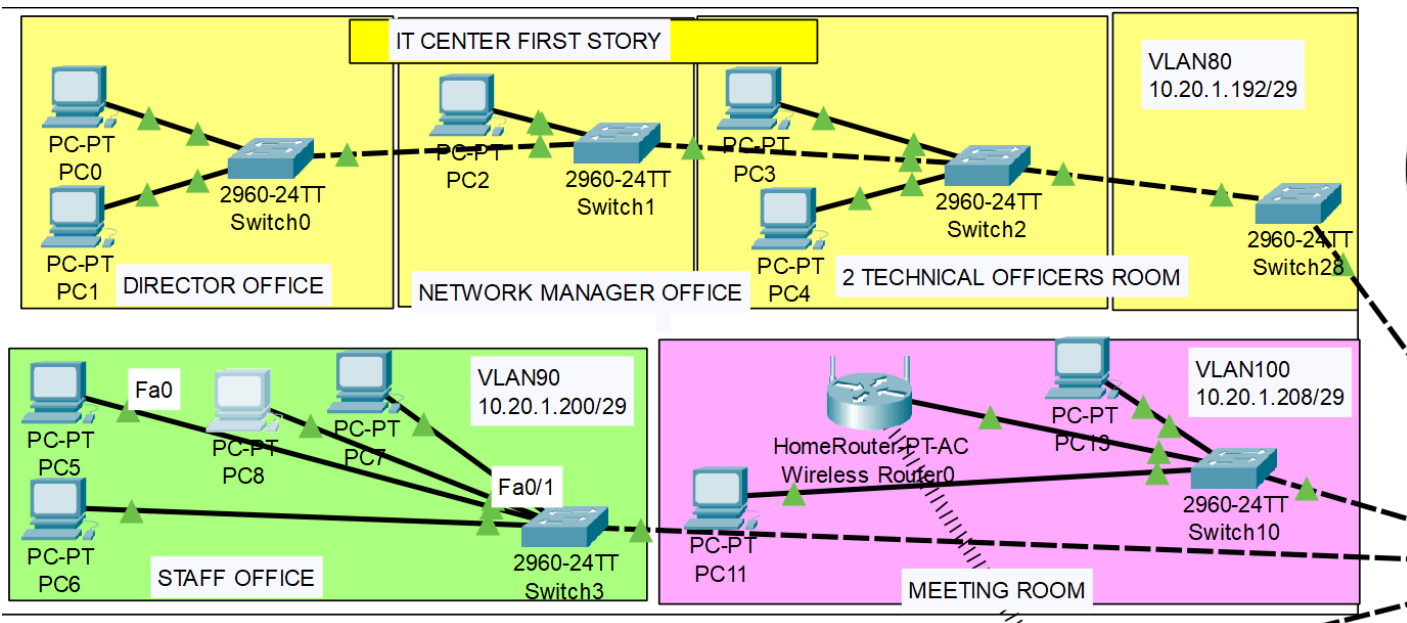 IT CENTER FIRST STORY
PC-PT
PC0
PC-PT
PC1
2960-24TT
Switch0
DIRECTOR OFFICE
PC-PT
PC2
2960-24TT
Switch1
NETWORK MANAGER OFFICE
PC-PT
PC3
PC-PT
PC4
2960-24TT
Switch2
2 TECHNICAL OFFICERS ROOM
VLAN80
10.20.1.192/29
2960-24TT
Switch28
PC-PT
PC5
Fa0
PC-PT
PC8
PC-PT
PC7
VLAN90
10.20.1.200/29
Fa0/1
PC-PT
PC6
STAFF OFFICE
2960-24TT
Switch3
HomeRouter-PT-AC
Wireless Router0
PC-PT
PC13
VLAN100
10.20.1.208/29
PC-PT
PC11
2960-24TT
Switch10
MEETING ROOM